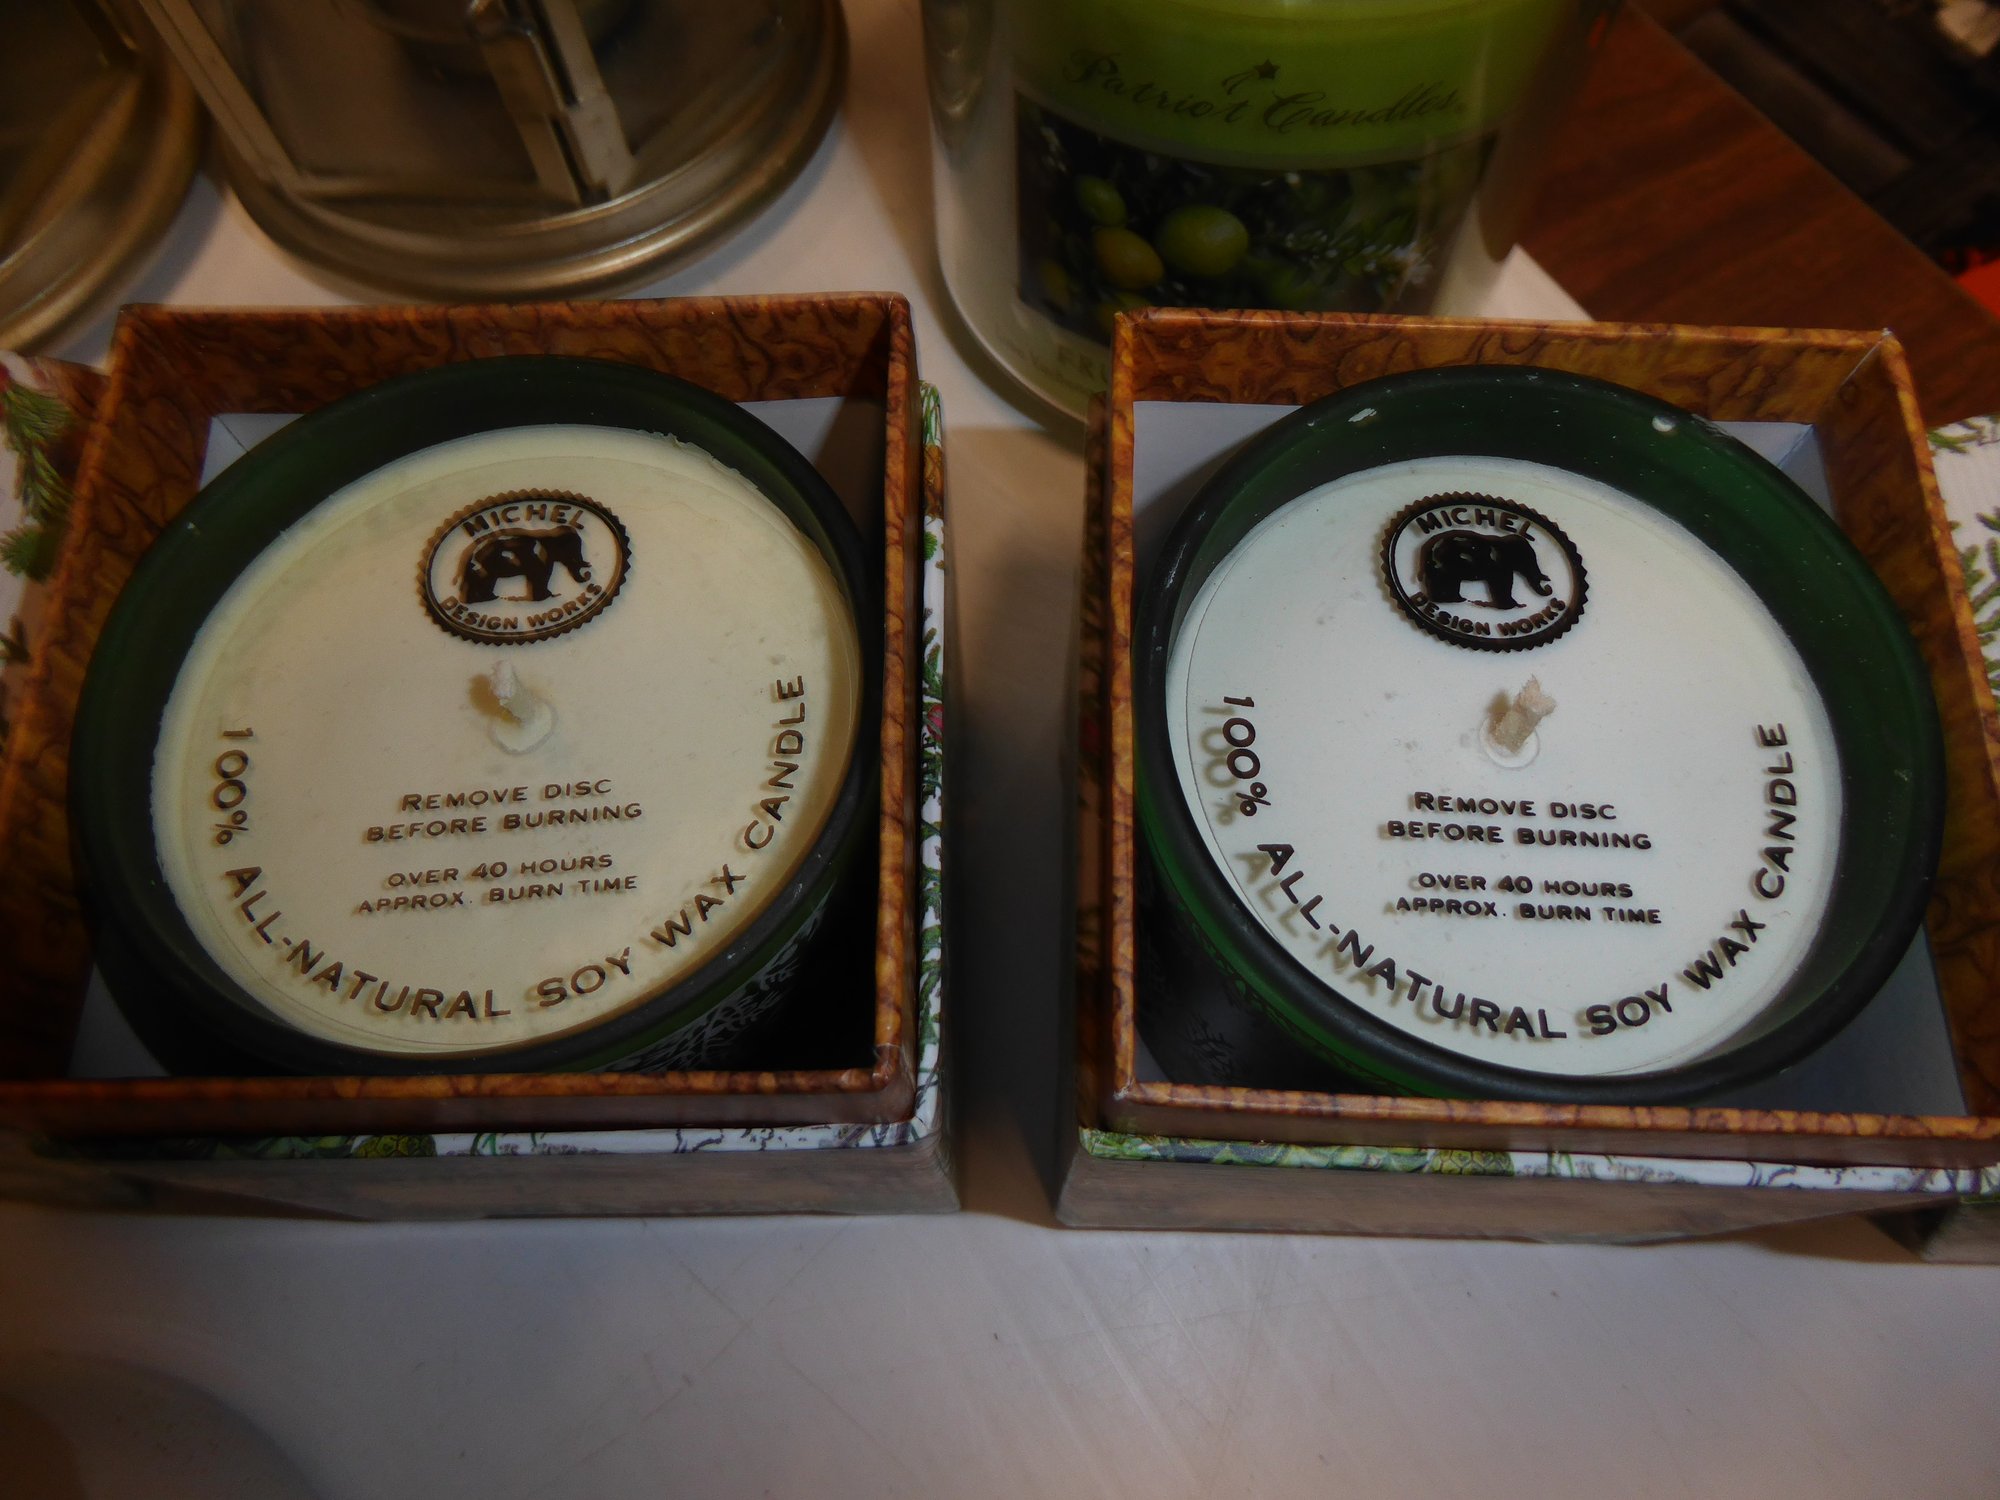 Patriot Candles
MICHEL
DESIGN WORKS
REMOVE DISC
BEFORE BURNING
OVER 40 HOURS
APPROX. BURN TIME
100% ALL-NATURAL SOY WAX CANDLE
MICHEL
DESIGN WORKS
REMOVE DISC
BEFORE BURNING
OVER 40 HOURS
APPROX. BURN TIME
100% ALL-NATURAL SOY WAX CANDLE